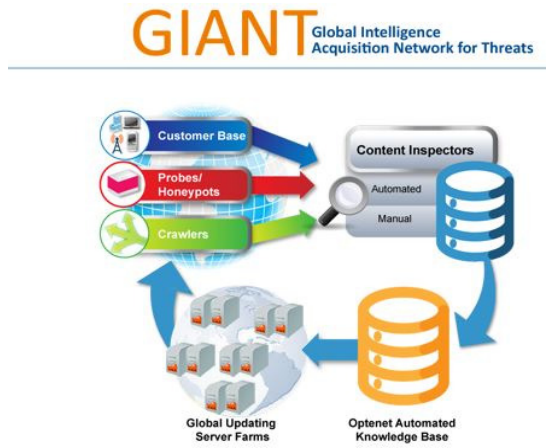 GIANT Global Intelligence
Acquisition Network for Threats
Customer Base
Probes/
Honeypots
Crawlers
Content Inspectors
Automated
Manual
Global Updating
Server Farms
Optenet Automated
Knowledge Base